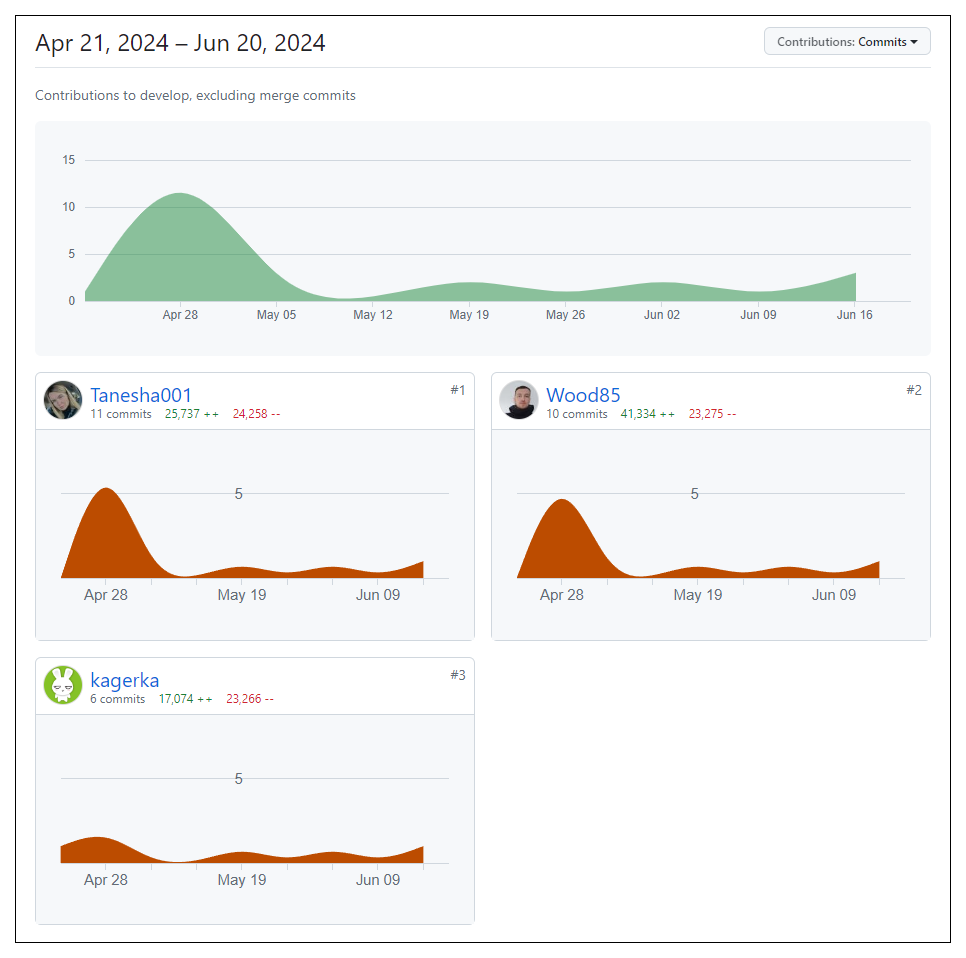 Apr 21, 2024 – Jun 20, 2024
Contributions: Commits
Contributions to develop, excluding merge commits
15
10
5
0
Apr 28 May 05 May 12 May 19 May 26 Jun 02 Jun 09 Jun 16
Tanesha001
#1
11 commits 25,737 ++ 24,258 --
5
Apr 28 May 19 Jun 09
Wood85
#2
10 commits 41,334 ++ 23,275 --
5
Apr 28 May 19 Jun 09
kagerka
#3
6 commits 17,074 ++ 23,266 --
5
Apr 28 May 19 Jun 09